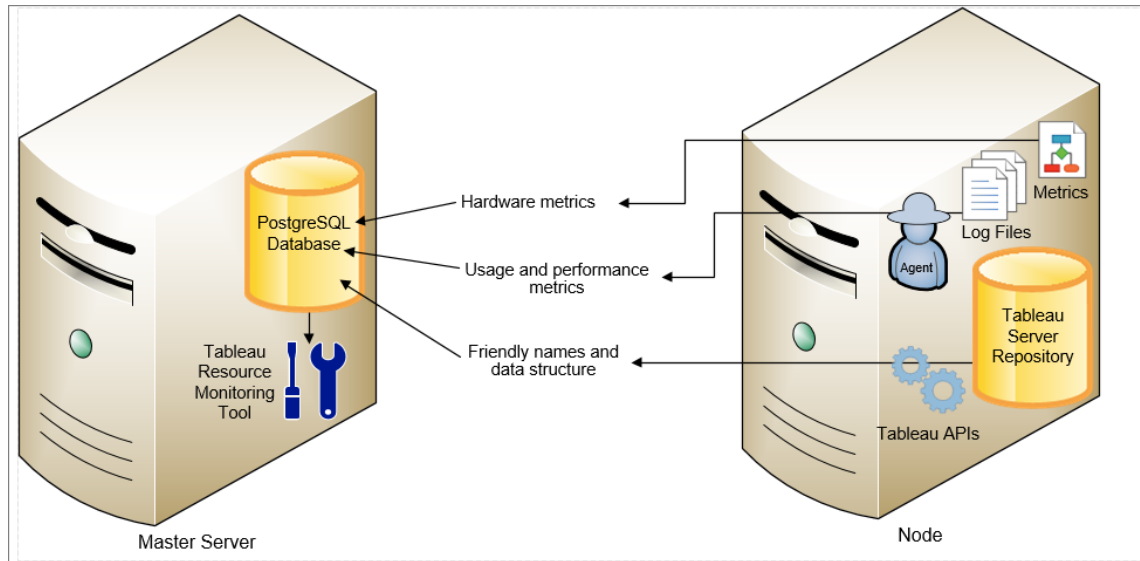 PostgreSQL
Database
Tableau
Resource
Monitoring
Tool
Master Server
Hardware metrics
Usage and performance
metrics
Friendly names and
data structure
Metrics
Log Files
Agent
Tableau
Server
Repository
Tableau APIs
Node